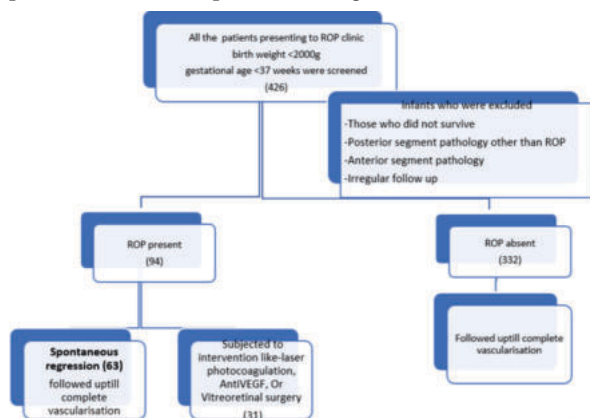 All the patients presenting to ROP clinic
birth weight <2000g
gestational age <37 weeks were screened
(426)
Infants who were excluded
-Those who did not survive
-Posterior segment pathology other than ROP
-Anterior segment pathology
-Irregular follow up
ROP present
(94)
ROP absent
(332)
Spontaneous
regression (63)
followed uptill
complete
vascularisation
Subjected to
intervention like-laser
photocoagulation,
AntiVEGF, Or
Vitreoretinal surgery
(31)
Followed uptill complete
vascularisation